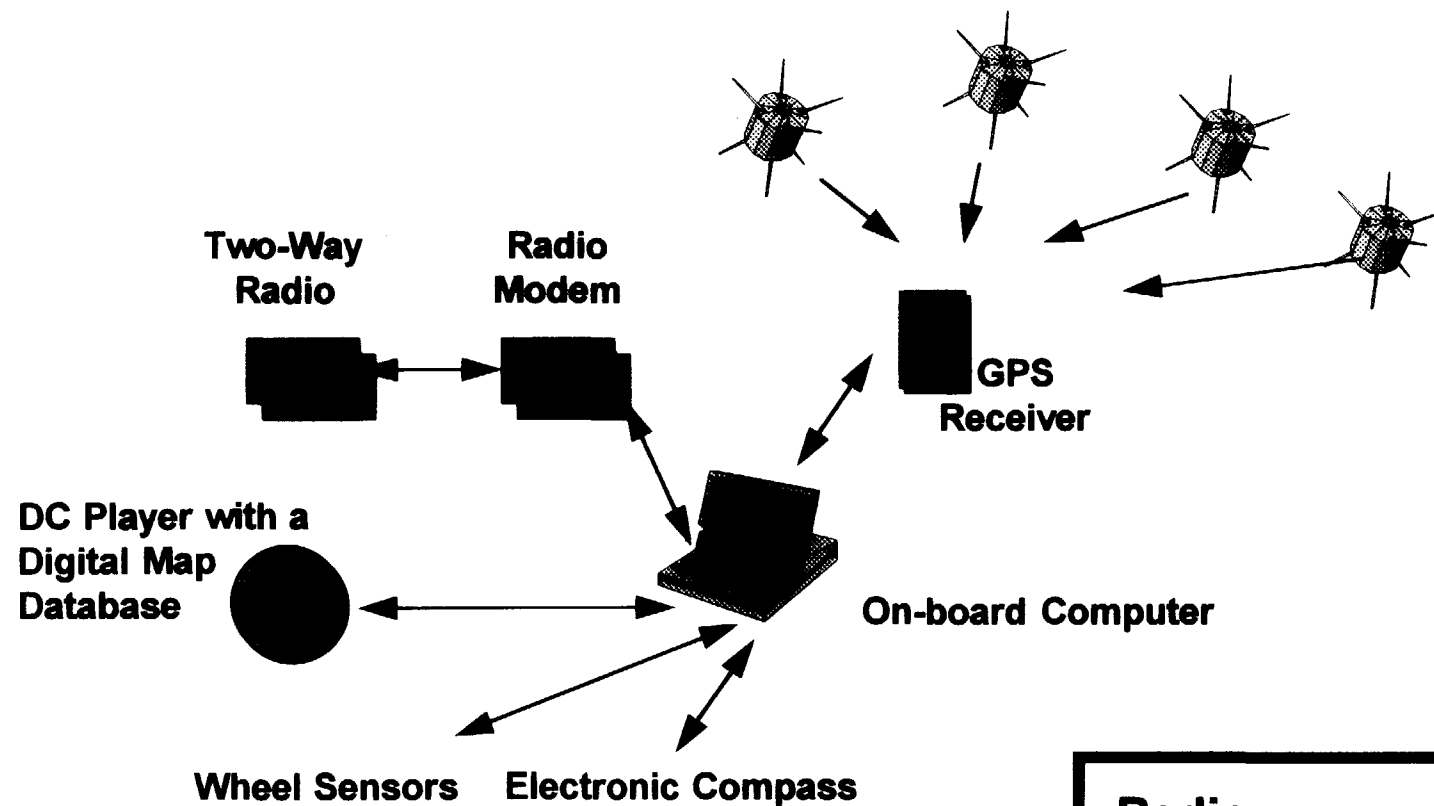 Two-Way
Radio
Radio
Modem
GPS
Receiver
DC Player with a
Digital Map
Database
On-board Computer
Wheel Sensors
Electronic Compass